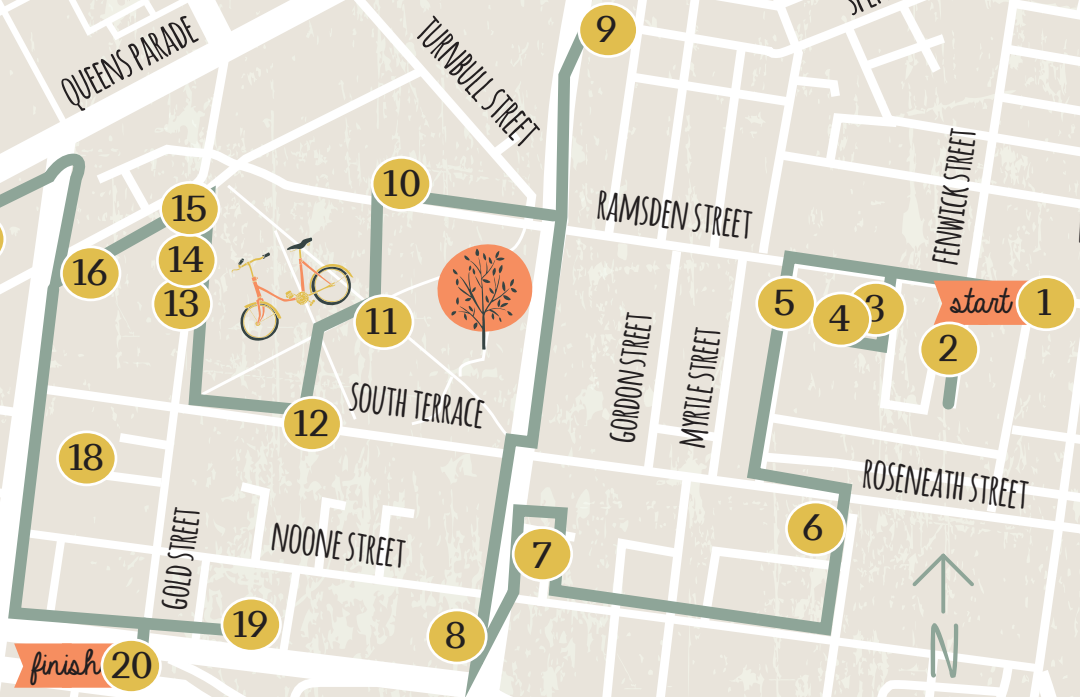 QUEENS PARADE
TURNBULL STREET
9
10
RAMSDEN STREET
FENWICK STREET
15
14
13
16
11
12
SOUTH TERRACE
GORDON STREET
MYRTLE STREET
5
4
3
start 1
2
18
GOLD STREET
NOONE STREET
ROSENEATH STREET
6
7
8
19
finish 20
N